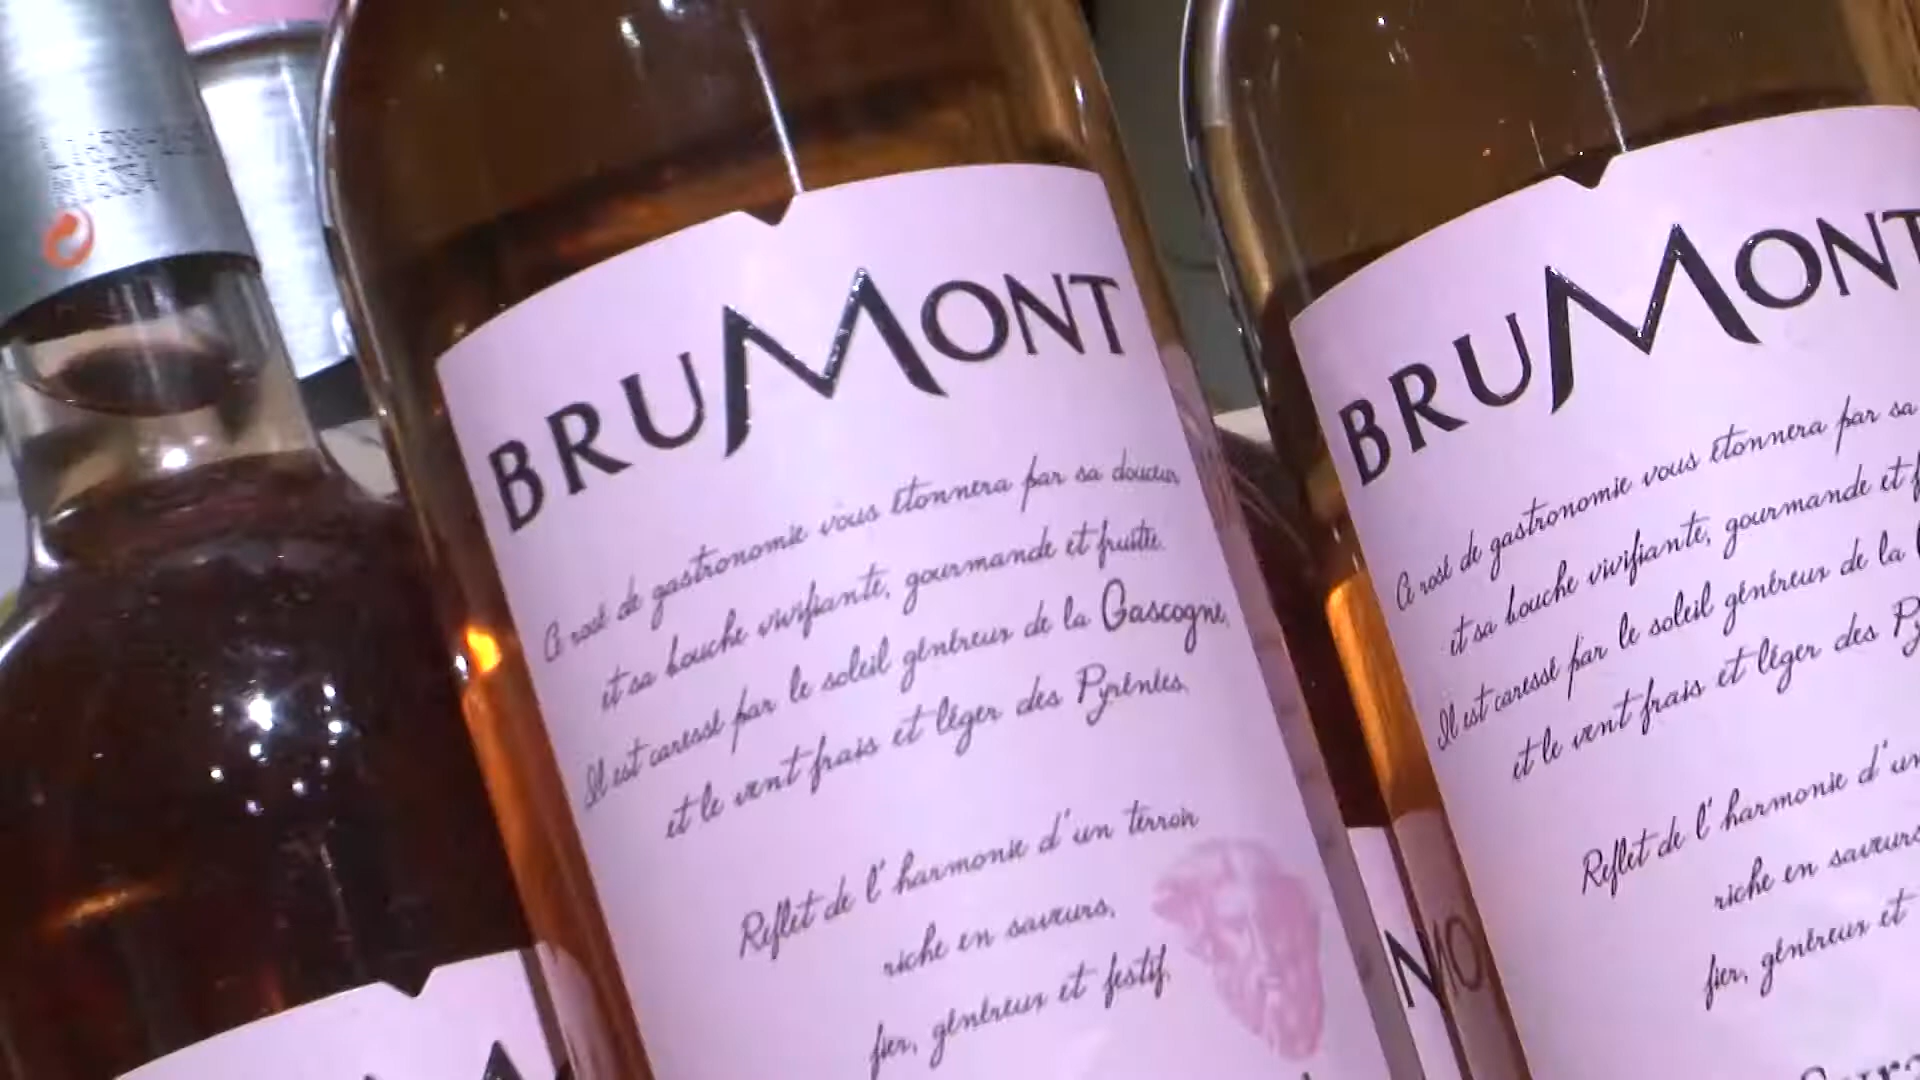 BRUMONT
Ce rosé de gastronomie vous étonnera par sa douceur
et sa bouche vivifiante, gourmande et fruitée.
Il est caressé par le soleil généreux de la Gascogne,
et le vent frais et léger des Pyrénées.
Reflet de l'harmonie d'un terroir
riche en saveurs,
fier, généreux et festif.
BRUMONT
Ce rosé de gastronomie vous étonnera par sa
et sa bouche vivifiante, gourmande et
Il est caressé par le soleil généreux de la
et le vent frais et léger des
Reflet de l'harmonie d'un
riche en saveurs
fier, généreux et
MO